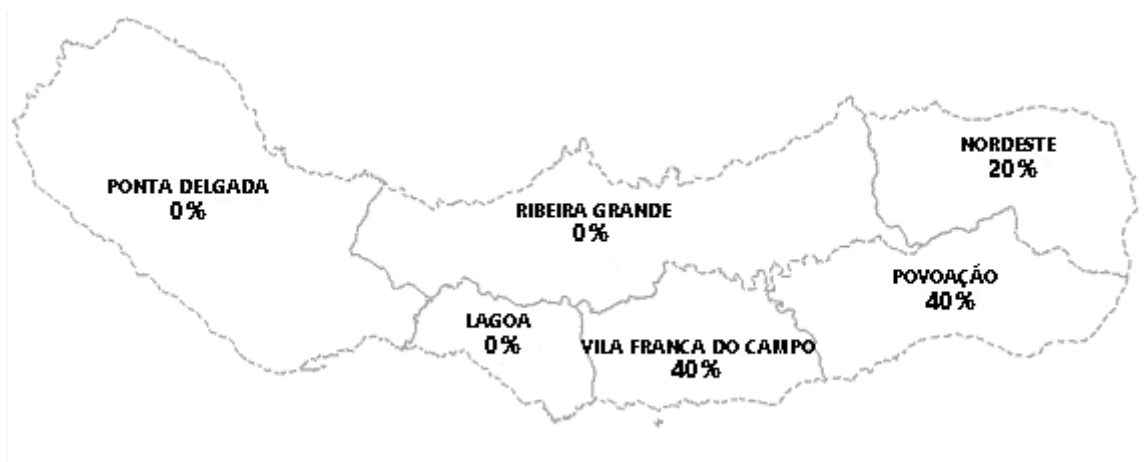 NORDESTE
20%
PONTA DELGADA
0%
RIBEIRA GRANDE
0%
POVOAÇÃO
40%
LAGOA
0%
VILA FRANCA DO CAMPO
40%